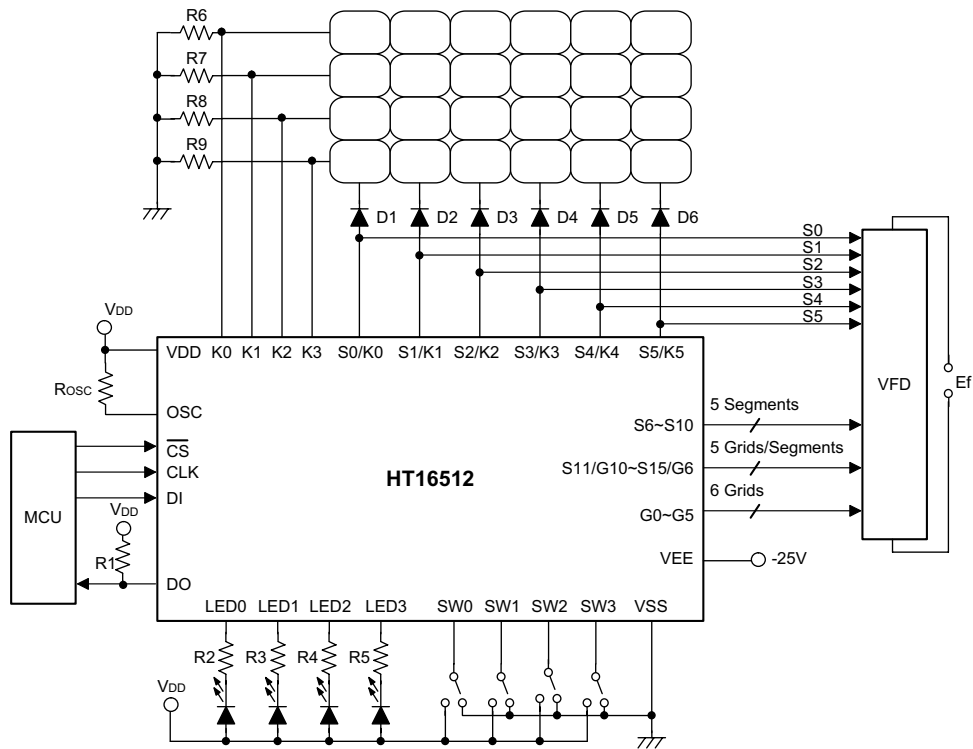 R6
R7
R8
R9
D1 D2 D3 D4 D5 D6
S0
S1
S2
S3
S4
S5
VDD
VDD K0 K1 K2 K3 S0/K0 S1/K1 S2/K2 S3/K3 S4/K4 S5/K5
ROSC
OSC
VFD
Ef
5 Segments
S6~S10
CS
CLK
DI
5 Grids/Segments
S11/G10~S15/G6
HT16512
6 Grids
G0~G5
MCU
VDD
R1
DO
VEE
-25V
LED0 LED1 LED2 LED3 SW0 SW1 SW2 SW3 VSS
R2 R3 R4 R5
VDD